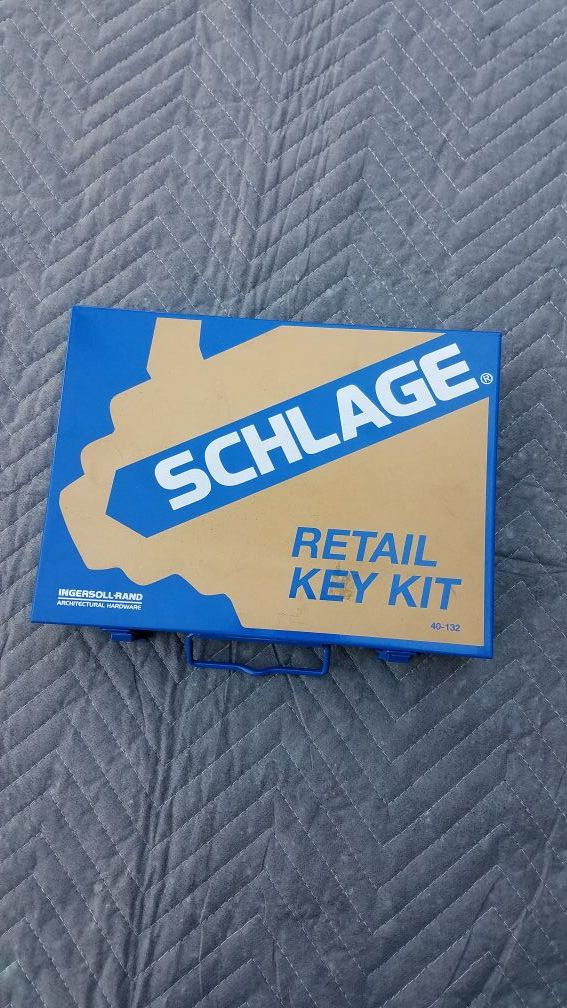 SCHLAGE®
RETAIL
KEY KIT
40-132
INGERSOLL-RAND
ARCHITECTURAL HARDWARE